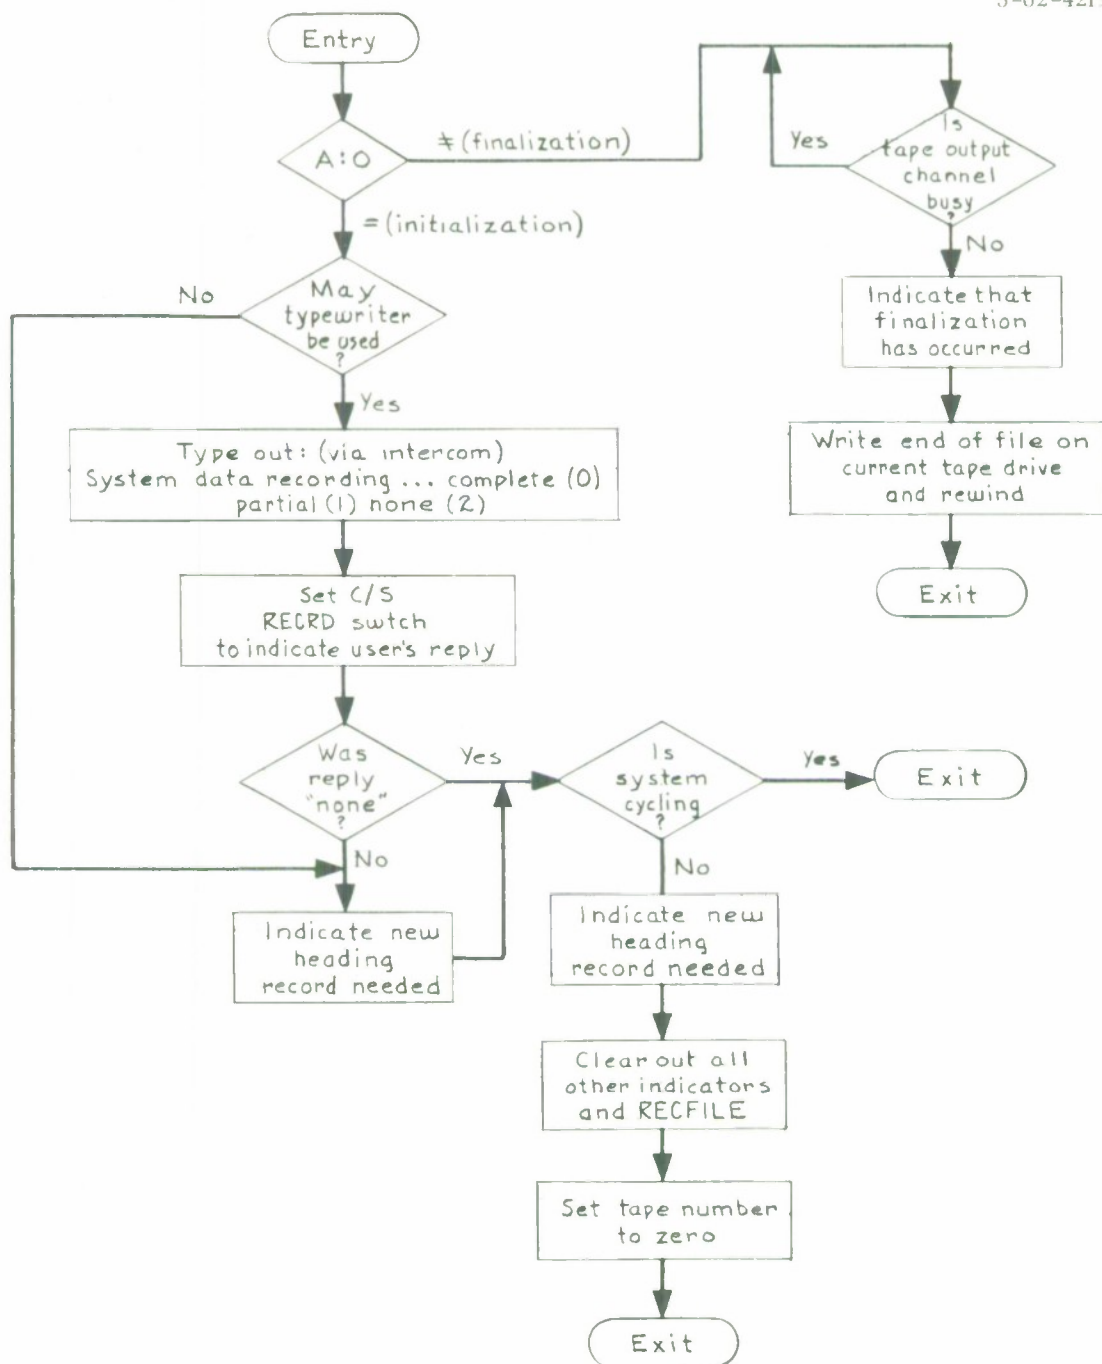 Entry
A:O
≠ (finalization)
= (initialization)
Is
tape output
channel
busy
?
Yes
No
Indicate that
finalization
has occurred
Write end of file on
current tape drive
and rewind
Exit
May
typewriter
be used
?
No
Yes
Type out: (via intercom)
System data recording ... complete (0)
partial (1) none (2)
Set C/S
RECRD swtch
to indicate user's reply
Was
reply
"none"
?
Yes
No
Indicate new
heading
record needed
Is
system
cycling
?
Yes
Exit
No
Indicate new
heading
record needed
Clear out all
other indicators
and RECFILE
Set tape number
to zero
Exit